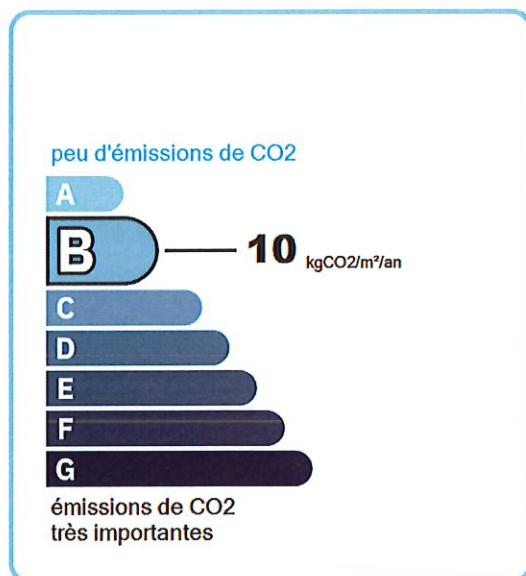 peu d'émissions de CO2
A
B 10 kgCO2/m²/an
C
D
E
F
G
émissions de CO2
très importantes